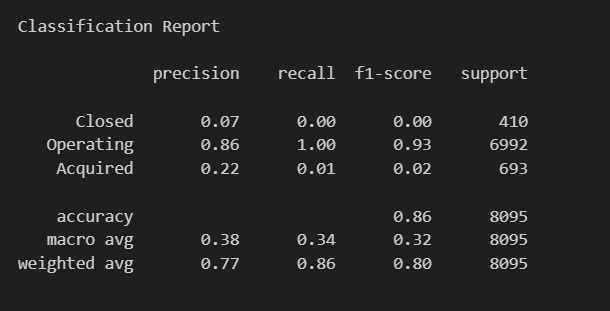 Classification Report
precision recall f1-score support
Closed 0.07 0.00 0.00 410
Operating 0.86 1.00 0.93 6992
Acquired 0.22 0.01 0.02 693
accuracy 0.86 8095
macro avg 0.38 0.34 0.32 8095
weighted avg 0.77 0.86 0.80 8095